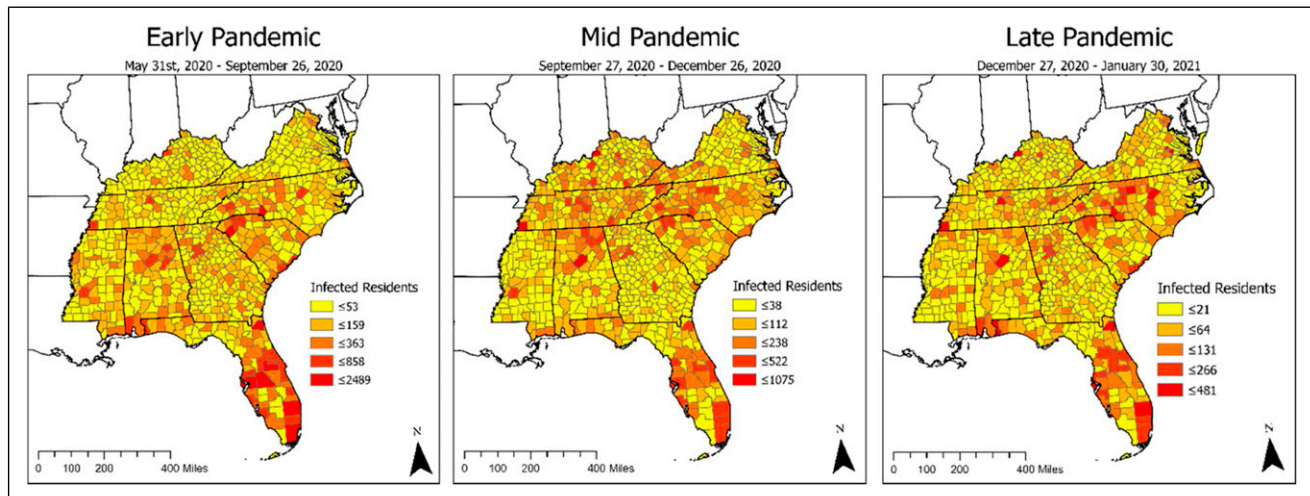 Early Pandemic
May 31st, 2020 - September 26, 2020
Infected Residents
≤53
≤159
≤363
≤858
≤2489
0 100 200 400 Miles
N
Mid Pandemic
September 27, 2020 - December 26, 2020
Infected Residents
≤38
≤112
≤238
≤522
≤1075
0 100 200 400 Miles
N
Late Pandemic
December 27, 2020 - January 30, 2021
Infected Residents
≤21
≤64
≤131
≤266
≤481
0 100 200 400 Miles
N